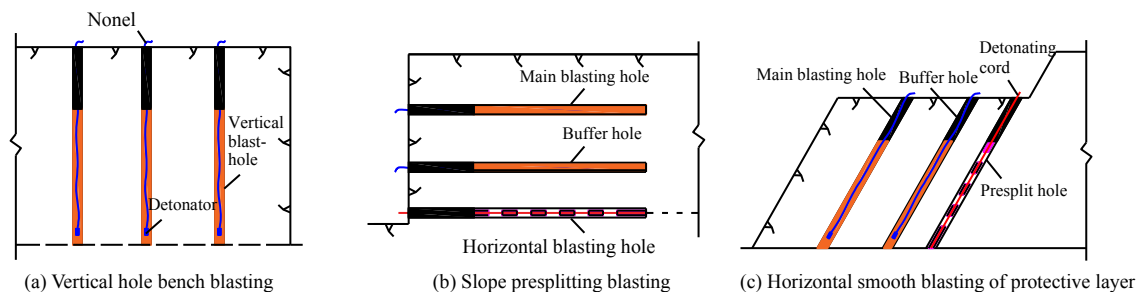 Nonel
Vertical
blast-
hole
Detonator
(a) Vertical hole bench blasting
Main blasting hole
Buffer hole
Horizontal blasting hole
(b) Slope presplitting blasting
Detonating
cord
Main blasting hole
Buffer hole
Presplit hole
(c) Horizontal smooth blasting of protective layer